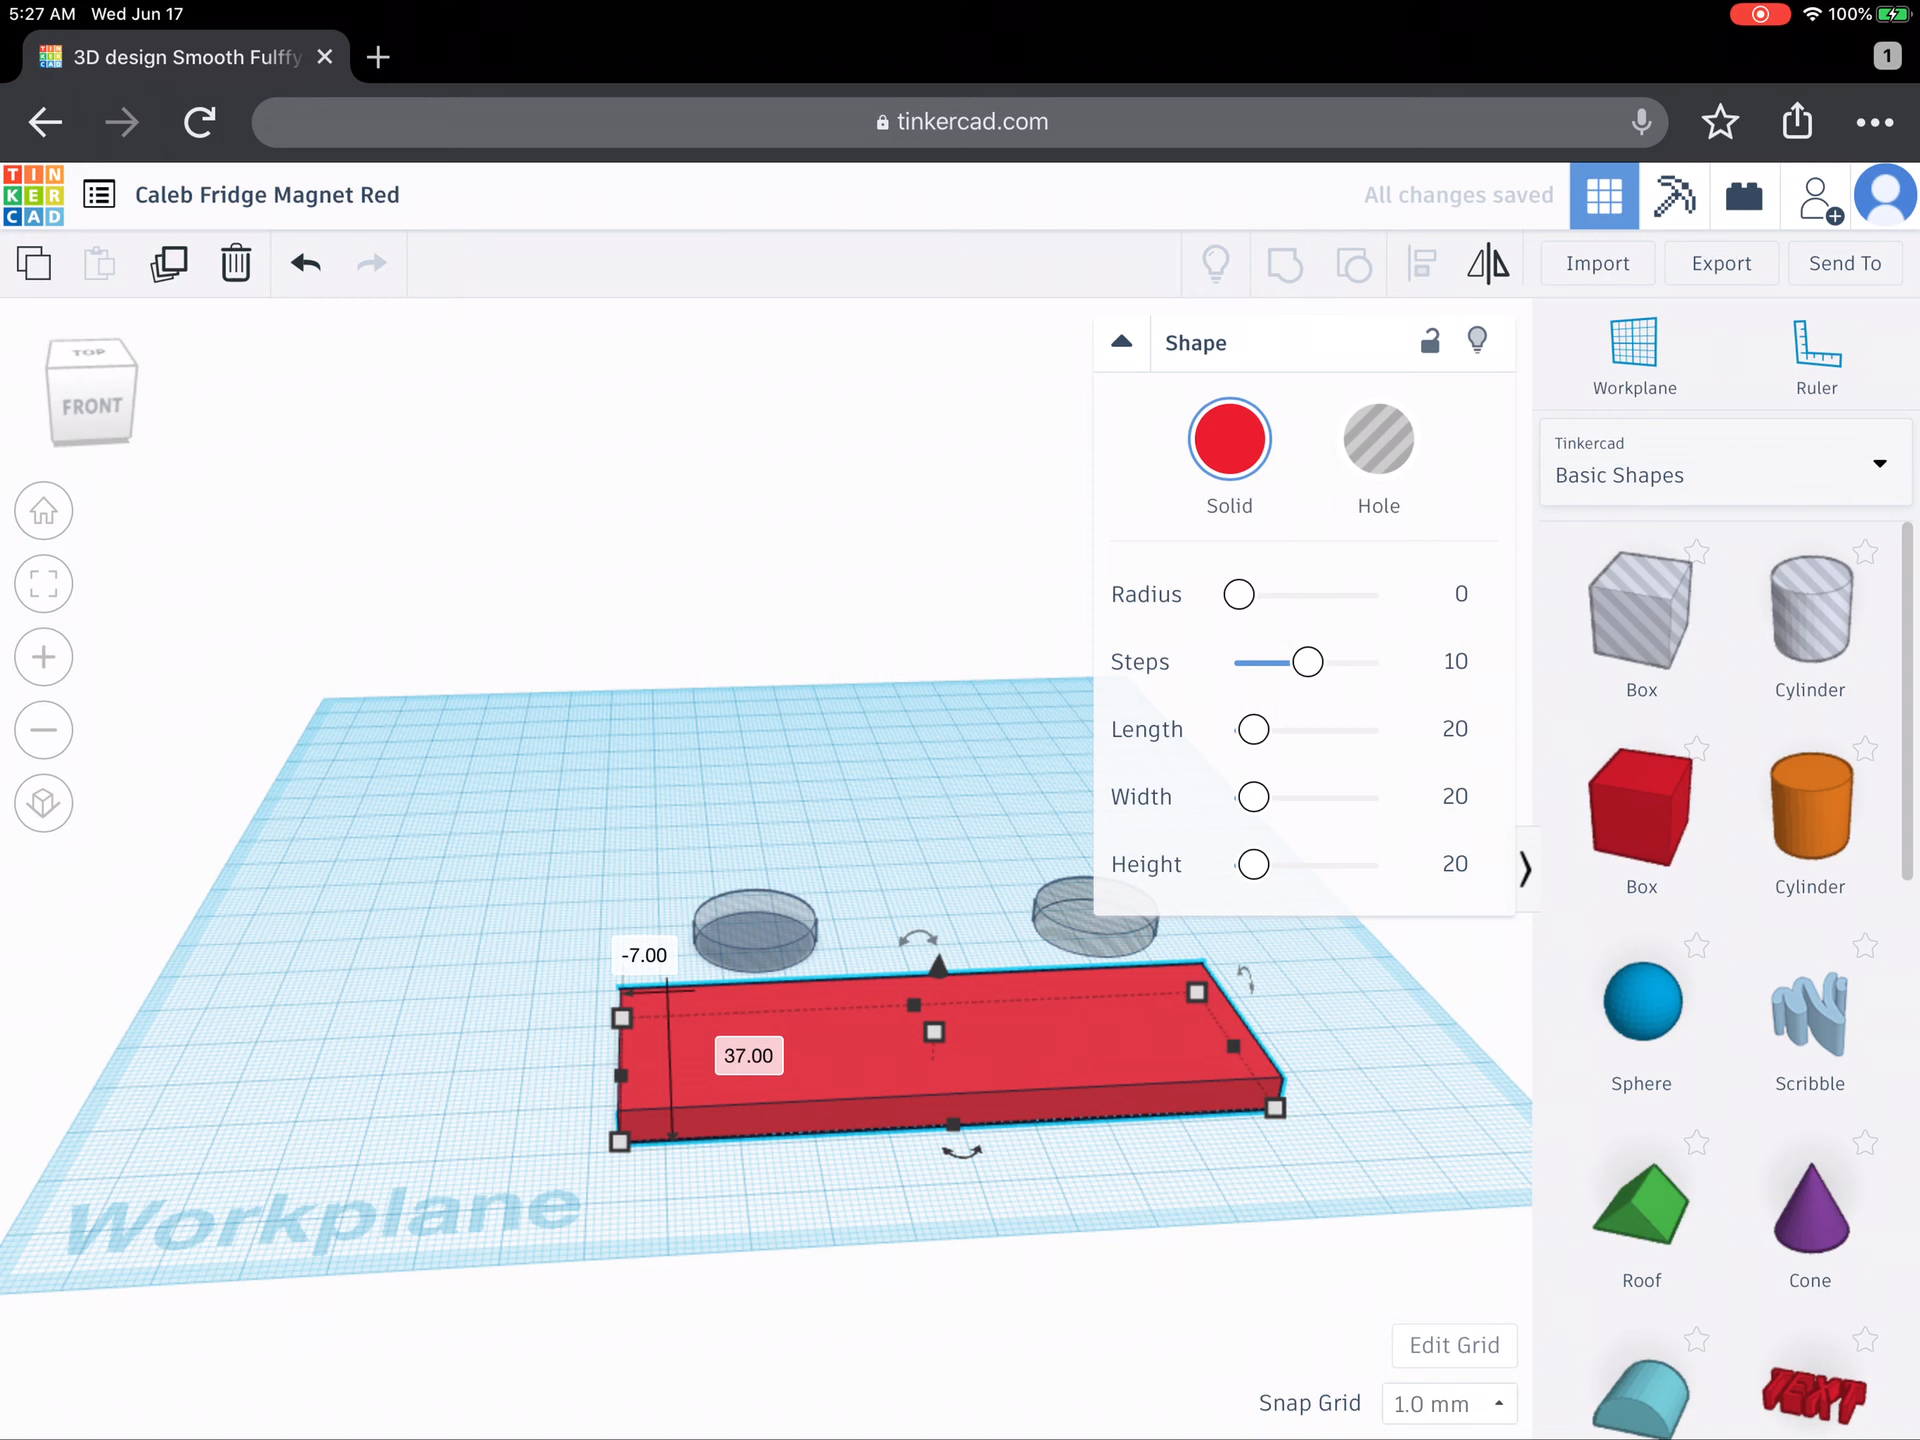 5:27 AM Wed Jun 17
100%
3D design Smooth Fulffy
1
tinkercad.com
TIN
KER
CAD
Caleb Fridge Magnet Red
All changes saved
Import
Export
Send To
TOP
FRONT
Shape
Solid
Hole
Radius 0
Steps 10
Length 20
Width 20
Height 20
Workplane
Ruler
Tinkercad
Basic Shapes
Box
Cylinder
Box
Cylinder
Sphere
Scribble
Roof
Cone
TEXT
-7.00
37.00
Workplane
Edit Grid
Snap Grid
1.0 mm